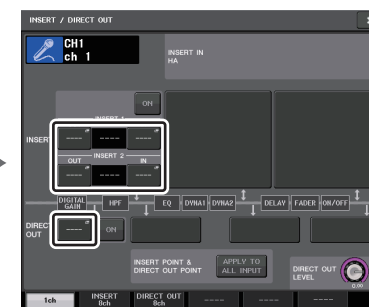 INSERT / DIRECT OUT
CH1
ch 1
INSERT IN
HA
ON
INSERT 1
INSERT
---- ---- ----
OUT INSERT 2 IN
---- ---- ----
DIGITAL GAIN HPF EQ DYNA1 DYNA2 DELAY FADER ON/OFF
DIRECT OUT
---- ON
INSERT POINT &
DIRECT OUT POINT
APPLY TO
ALL INPUT
DIRECT OUT
LEVEL
0.00
1ch
INSERT
8ch
DIRECT OUT
8ch
---- ---- ----